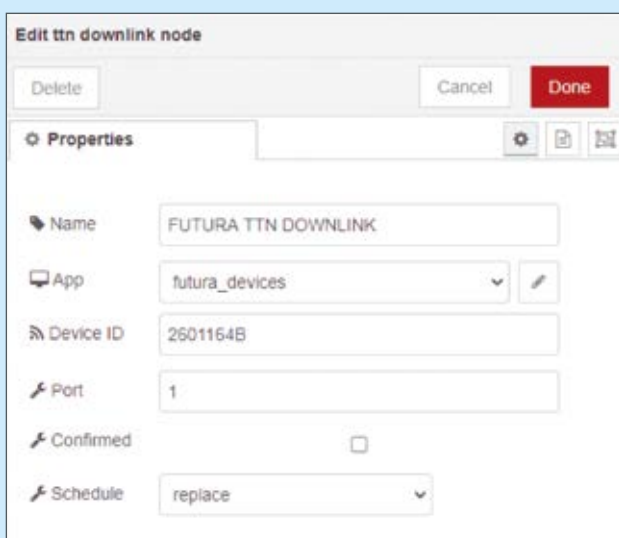 Edit ttn downlink node
Delete Cancel Done
Properties
Name FUTURA TTN DOWNLINK
App futura_devices
Device ID 2601164B
Port 1
Confirmed
Schedule replace